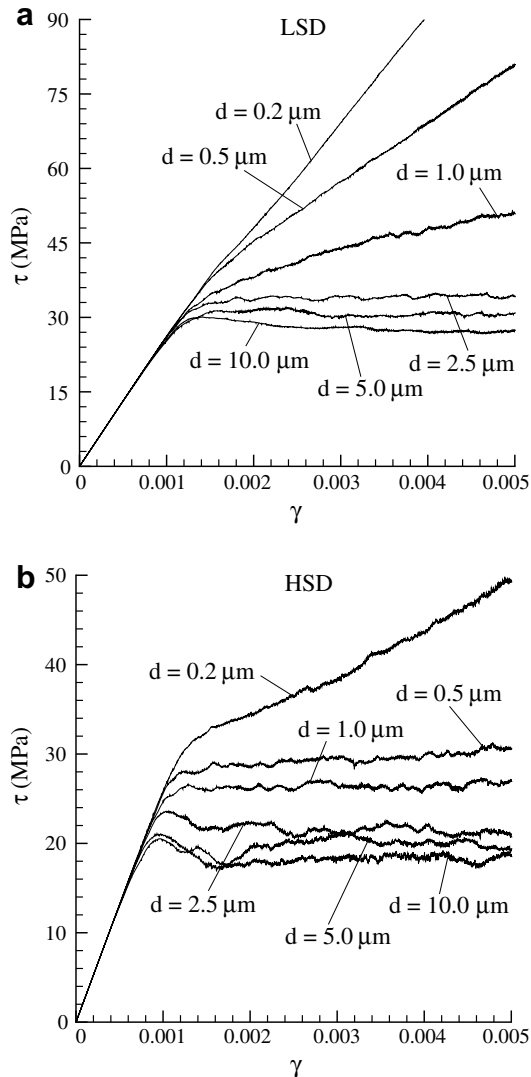 a
LSD
90
75
60
45
30
15
0
τ (MPa)
d = 0.2 μm
d = 0.5 μm
d = 1.0 μm
d = 10.0 μm
d = 5.0 μm
d = 2.5 μm
0 0.001 0.002 0.003 0.004 0.005
γ
b
HSD
50
40
30
20
10
0
τ (MPa)
d = 0.2 μm
d = 0.5 μm
d = 1.0 μm
d = 2.5 μm
d = 5.0 μm
d = 10.0 μm
0 0.001 0.002 0.003 0.004 0.005
γ